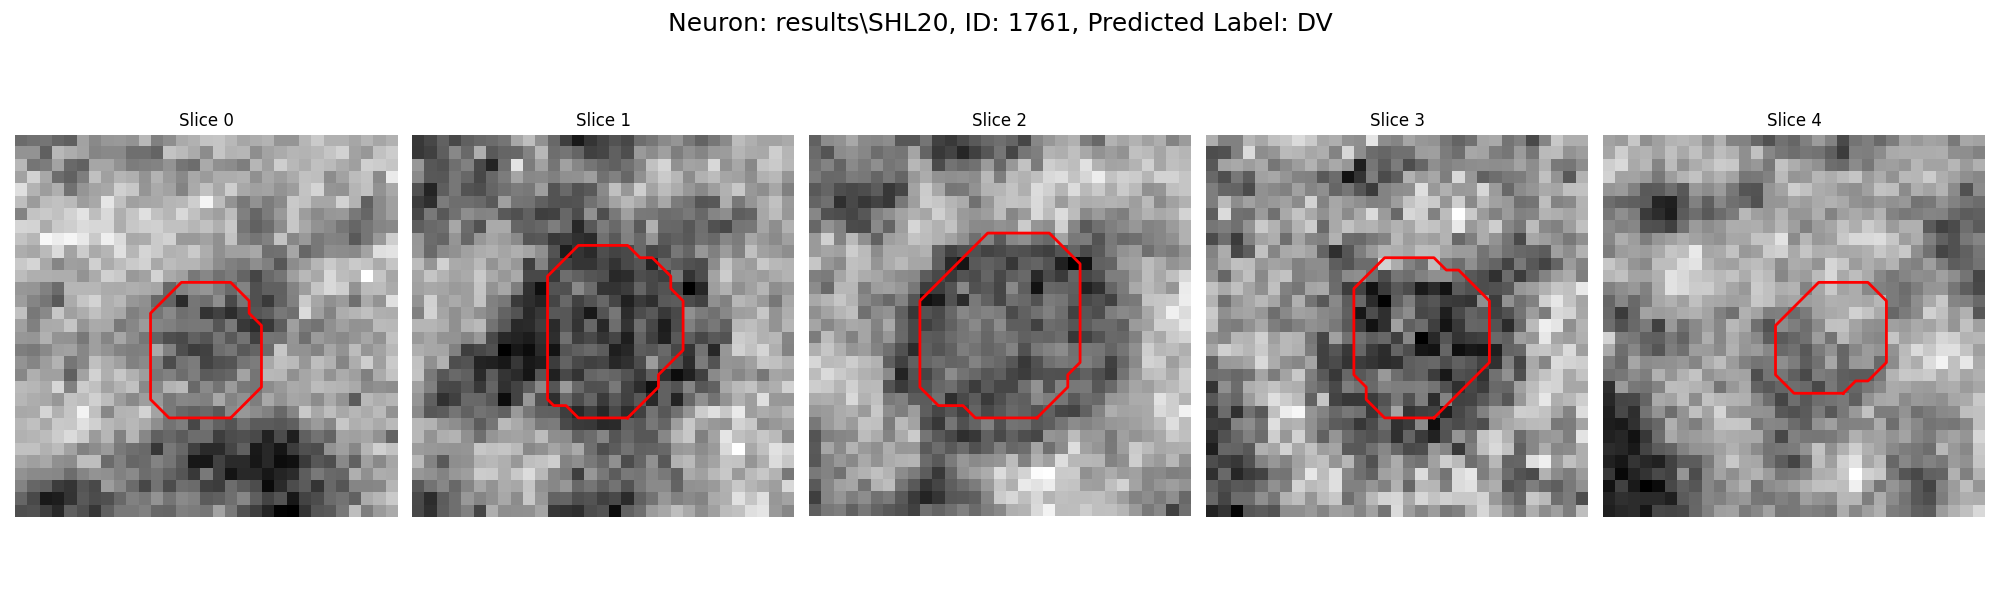 Neuron: results\SHL20, ID: 1761, Predicted Label: DV
Slice 0
Slice 1
Slice 2
Slice 3
Slice 4